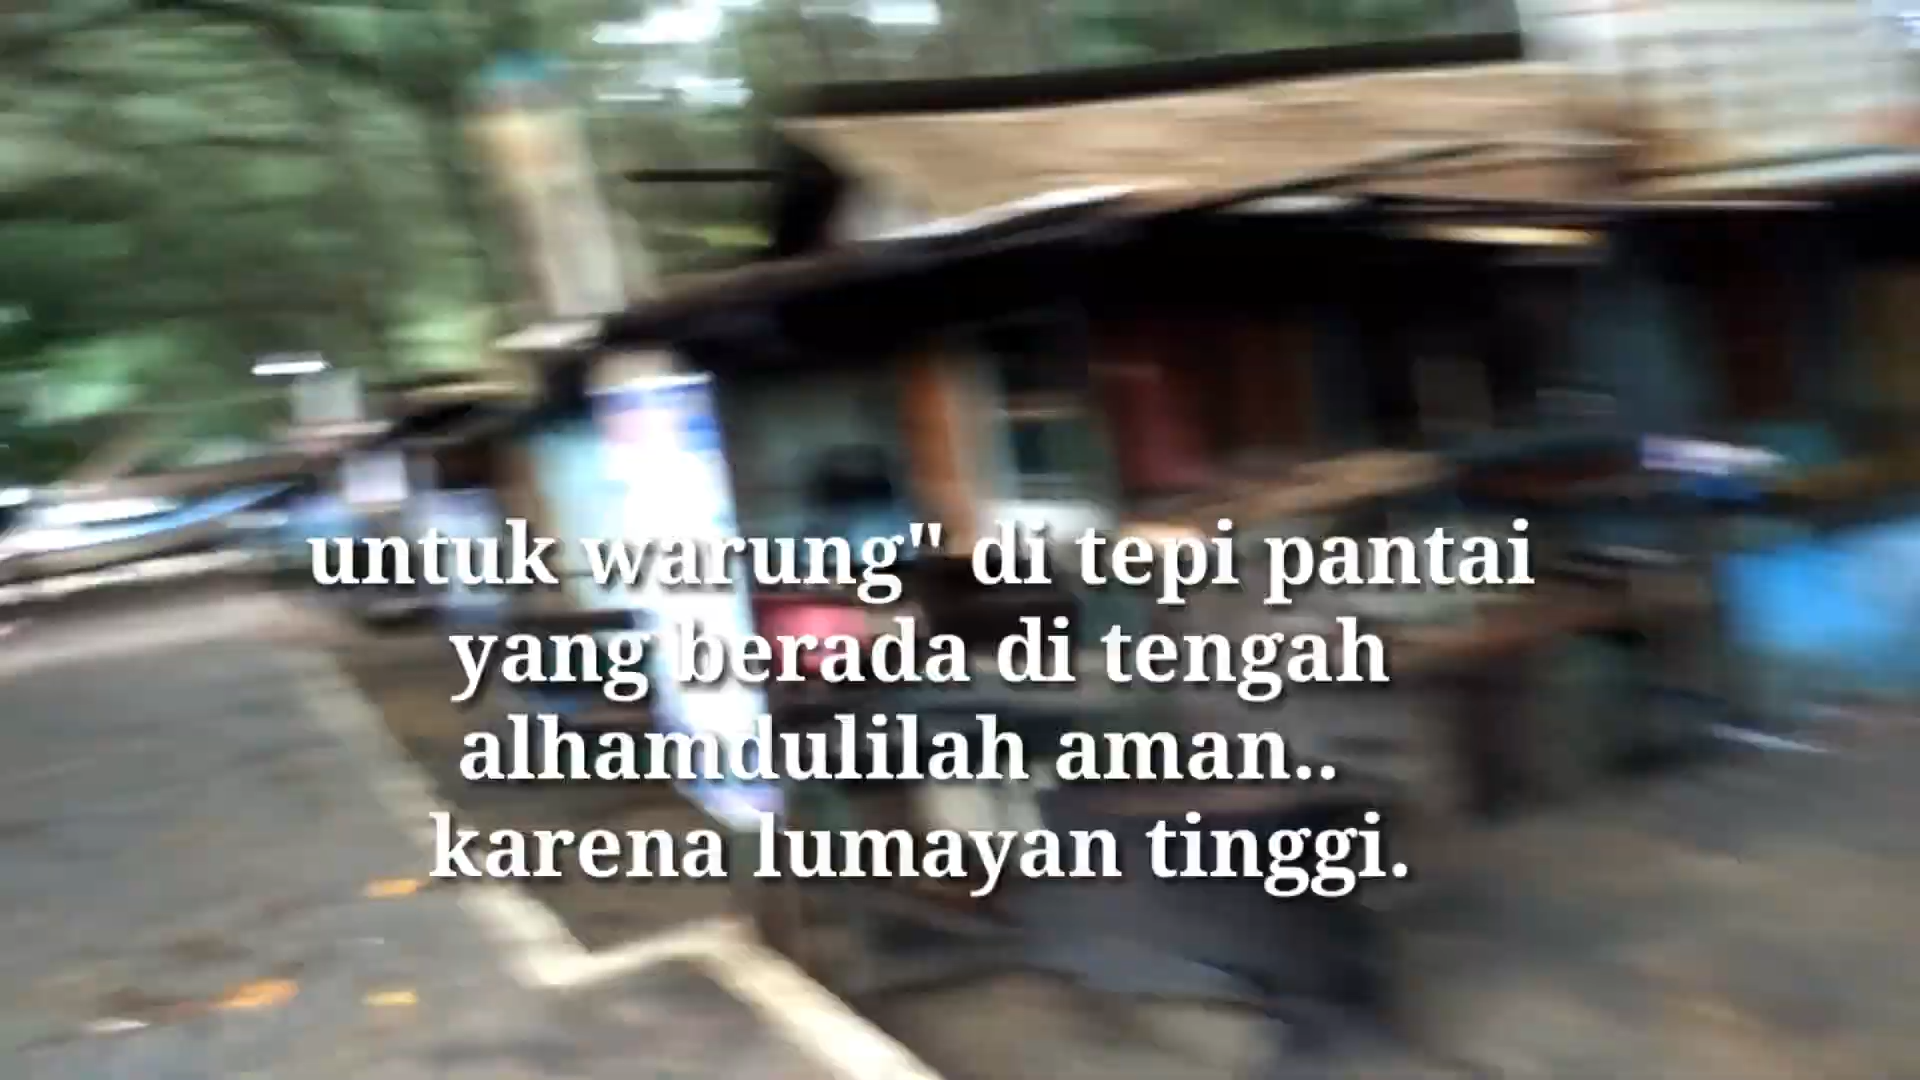 untuk warung" di tepi pantai
yang berada di tengah
alhamdulilah aman..
karena lumayan tinggi.